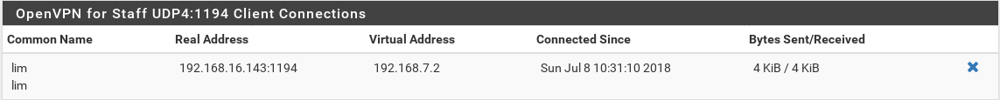 OpenVPN for Staff UDP4:1194 Client Connections
Common Name Real Address Virtual Address Connected Since Bytes Sent/Received
lim 192.168.16.143:1194 192.168.7.2 Sun Jul 8 10:31:10 2018 4 KiB / 4 KiB
lim